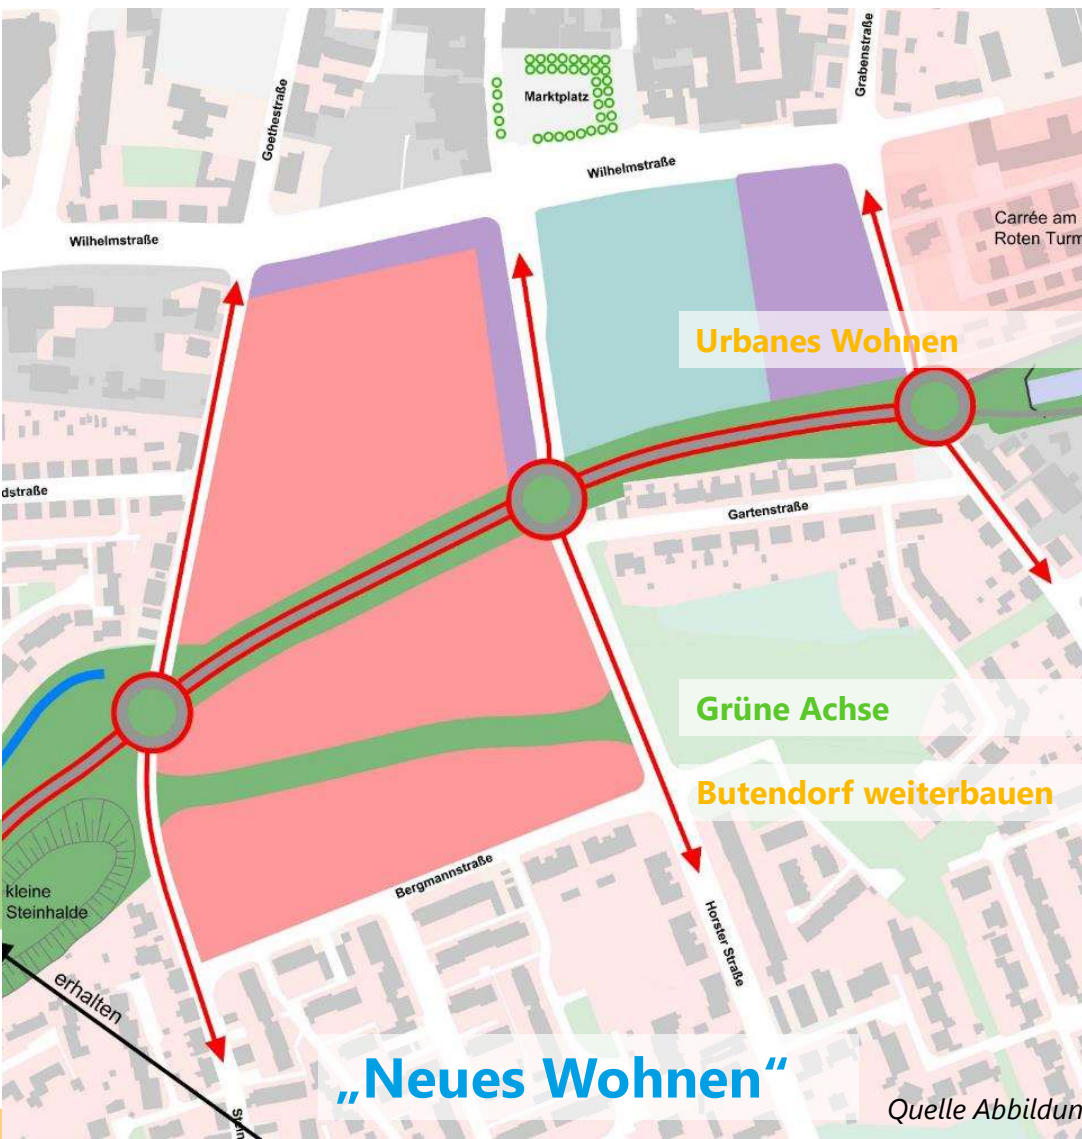 Goethestraße
Marktplatz
Grabenstraße
Wilhelmstraße
Wilhelmstraße
Carrée am
Roten Turm
Urbanes Wohnen
dstraße
Gartenstraße
Grüne Achse
Butendorf weiterbauen
Bergmannstraße
kleine
Steinhalde
Horster Straße
erhalten
„Neues Wohnen“
Quelle Abbildun
Stein